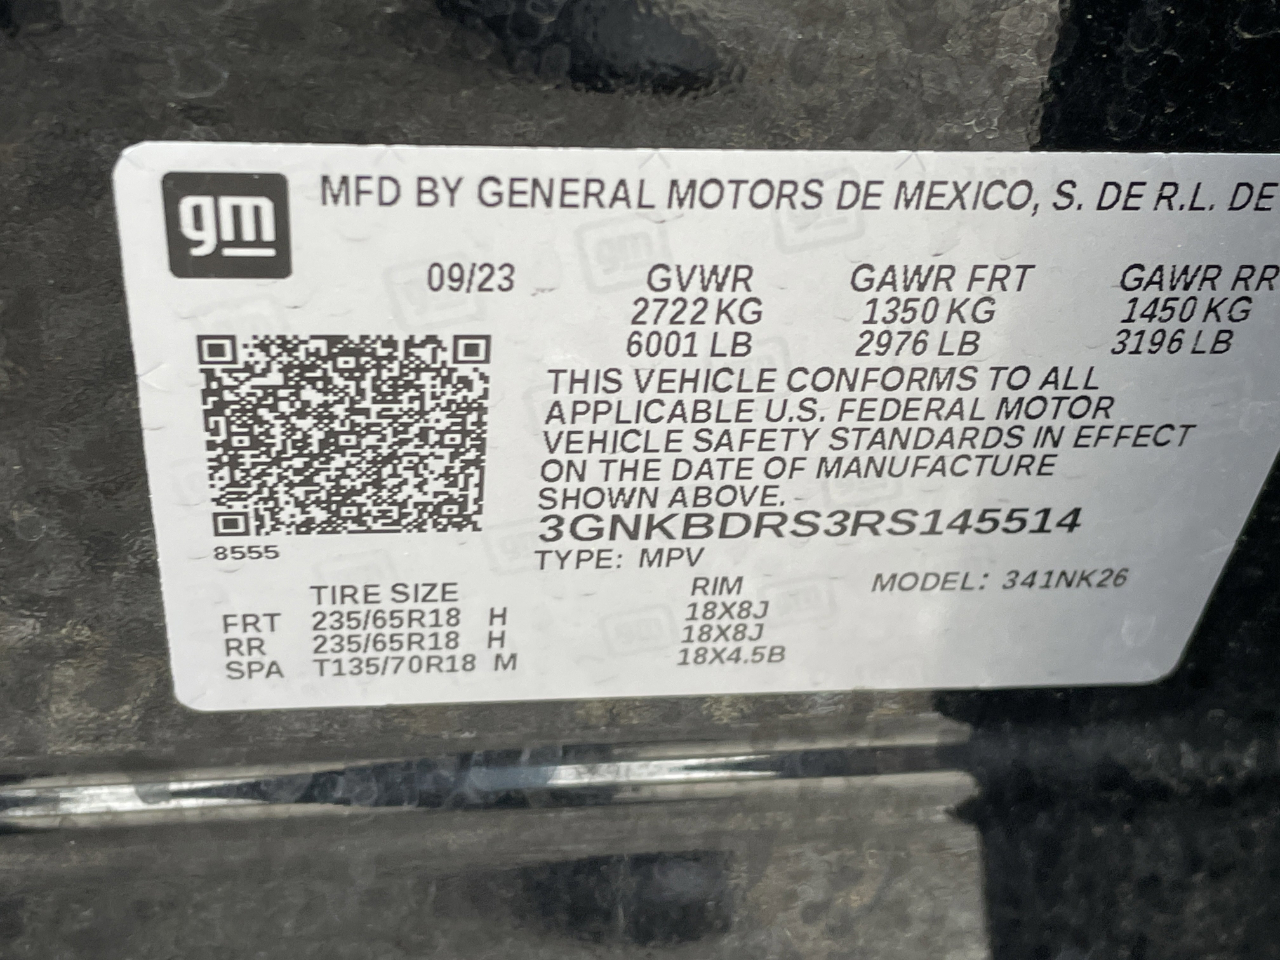 gm
MFD BY GENERAL MOTORS DE MEXICO, S. DE R.L. DE
09/23 GVWR GAWR FRT GAWR RR
2722 KG 1350 KG 1450 KG
6001 LB 2976 LB 3196 LB
THIS VEHICLE CONFORMS TO ALL
APPLICABLE U.S. FEDERAL MOTOR
VEHICLE SAFETY STANDARDS IN EFFECT
ON THE DATE OF MANUFACTURE
SHOWN ABOVE.
3GNKBDRS3RS145514
8555
TYPE: MPV MODEL: 341NK26
TIRE SIZE RIM
FRT 235/65R18 H 18X8J
RR 235/65R18 H 18X8J
SPA T135/70R18 M 18X4.5B